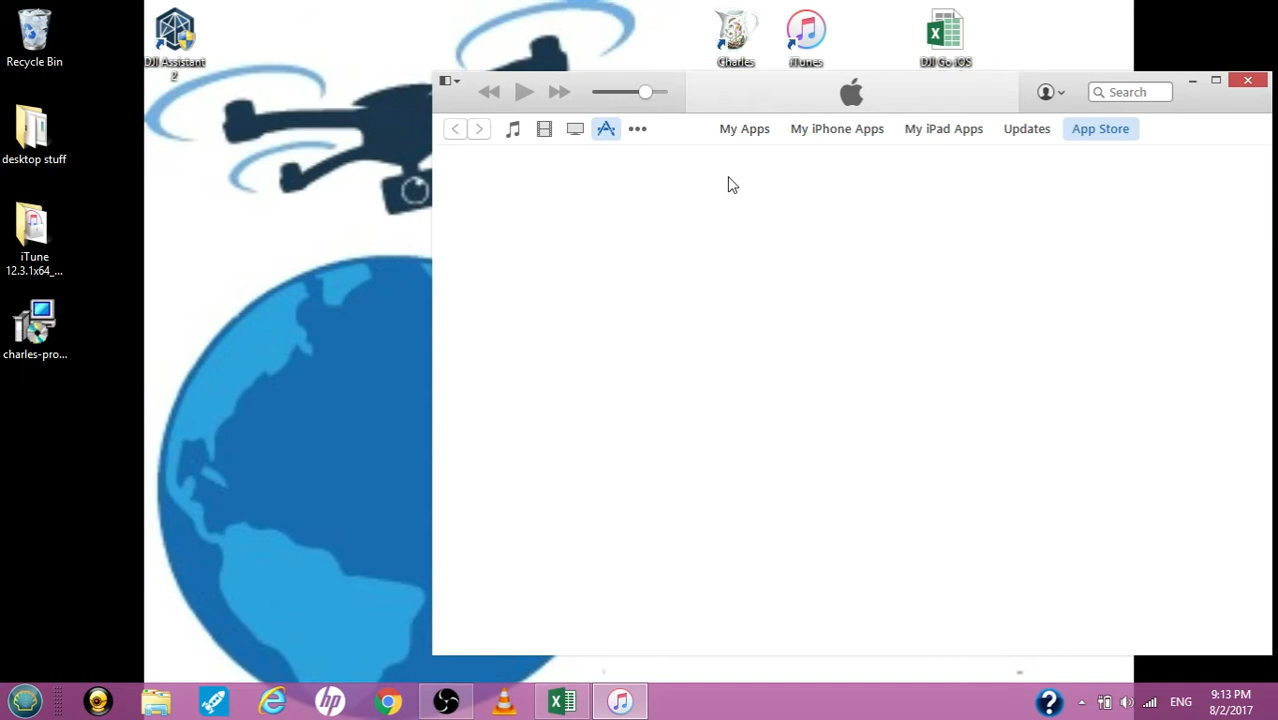 Recycle Bin
DJI Assistant
2
Charles
iTunes
DJI Go iOS
Search
My Apps
My iPhone Apps
My iPad Apps
Updates
App Store
desktop stuff
iTune
12.3.1x64_...
charles-pro...
hp
ENG
9:13 PM
8/2/2017